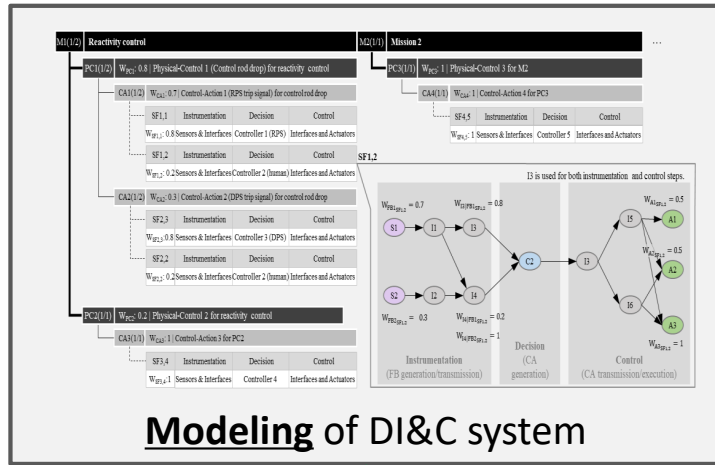 M1(1/2) Reactivity control M2(1/1) Mission 2 ...
PC1(1/2) W_PC1: 0.8 | Physical-Control 1 (Control rod drop) for reactivity control PC3(1/1) W_PC3: 1 | Physical-Control 3 for M2
CA1(1/2) W_CA1: 0.7 | Control-Action 1 (RPS trip signal) for control rod drop CA4(1/1) W_CA4: 1 | Control-Action 4 for PC3
SF1,1 Instrumentation Decision Control SF4,5 Instrumentation Decision Control
W_SF1,1: 0.8 Sensors & Interfaces Controller 1 (RPS) Interfaces and Actuators W_SF4,5: 1 Sensors & Interfaces Controller 5 Interfaces and Actuators
SF1,2 Instrumentation Decision Control
W_SF1,2: 0.2 Sensors & Interfaces Controller 2 (human) Interfaces and Actuators
CA2(1/2) W_CA2: 0.3 | Control-Action 2 (DPS trip signal) for control rod drop
SF2,3 Instrumentation Decision Control
W_SF2,3: 0.8 Sensors & Interfaces Controller 3 (DPS) Interfaces and Actuators
SF2,2 Instrumentation Decision Control
W_SF2,2: 0.2 Sensors & Interfaces Controller 2 (human) Interfaces and Actuators
PC2(1/1) W_PC2: 0.2 | Physical-Control 2 for reactivity control
CA3(1/1) W_CA3: 1 | Control-Action 3 for PC2
SF3,4 Instrumentation Decision Control
W_SF3,4: 1 Sensors & Interfaces Controller 4 Interfaces and Actuators
SF1,2
I3 is used for both instrumentation and control steps.
W_FB1_SF1,2 = 0.7 W_I3|FB1_SF1,2 = 0.8 W_A1_SF1,2 = 0.5
S1 I1 I3 I5 A1
W_A2_SF1,2 = 0.5
C2 I3 A2
S2 I2 I4 I6 A3
W_FB2_SF1,2 = 0.3 W_I4|FB1_SF1,2 = 0.2
W_I4|FB2_SF1,2 = 1 W_A3_SF1,2 = 1
Instrumentation Decision Control
(FB generation/transmission) (CA generation) (CA transmission/execution)
Modeling of DI&C system